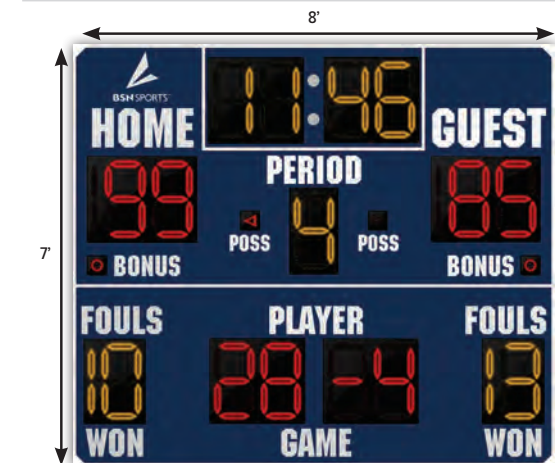 8'
7'
BSN SPORTS
11:46
HOME GUEST
PERIOD
99 4 85
POSS POSS
BONUS BONUS
FOULS PLAYER FOULS
10 28 -4 13
WON GAME WON